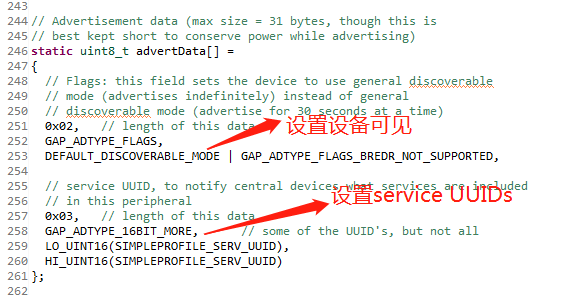 243
244 // Advertisement data (max size = 31 bytes, though this is
245 // best kept short to conserve power while advertising)
246 static uint8_t advertData[] =
247 {
248 // Flags: this field sets the device to use general discoverable
249 // mode (advertises indefinitely) instead of general
250 // discoverable mode (advertise for 30 seconds at a time)
251 0x02, // length of this data
设置设备可见
252 GAP_ADTYPE_FLAGS,
253 DEFAULT_DISCOVERABLE_MODE | GAP_ADTYPE_FLAGS_BREDR_NOT_SUPPORTED,
254
255 // service UUID, to notify central devices what services are included
256 // in this peripheral
设置service UUIDs
257 0x03, // length of this data
258 GAP_ADTYPE_16BIT_MORE, // some of the UUID's, but not all
259 LO_UINT16(SIMPLEPROFILE_SERV_UUID),
260 HI_UINT16(SIMPLEPROFILE_SERV_UUID)
261 };
262